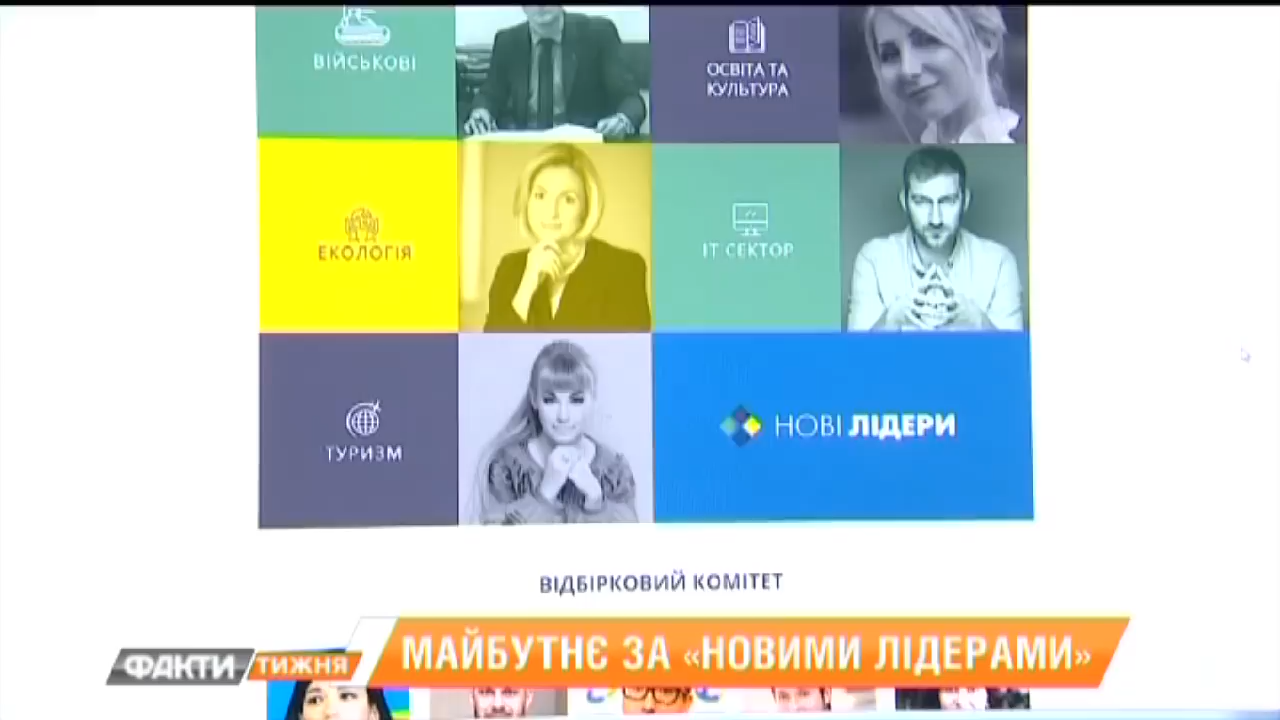 ВІЙСЬКОВІ
ОСВІТА ТА
КУЛЬТУРА
ЕКОЛОГІЯ
ІТ СЕКТОР
ТУРИЗМ
НОВІ ЛІДЕРИ
ВІДБІРКОВИЙ КОМІТЕТ
МАЙБУТНЄ ЗА «НОВИМИ ЛІДЕРАМИ»
ФАКТИ ТИЖНЯ